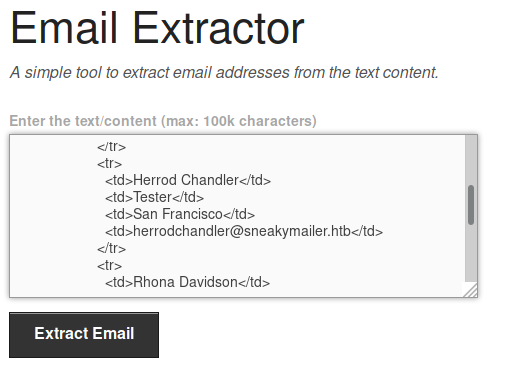 Email Extractor
A simple tool to extract email addresses from the text content.
Enter the text/content (max: 100k characters)
</tr>
<tr>
<td>Herrod Chandler</td>
<td>Tester</td>
<td>San Francisco</td>
<td>herrodchandler@sneakymailer.htb</td>
</tr>
<tr>
<td>Rhona Davidson</td>
Extract Email